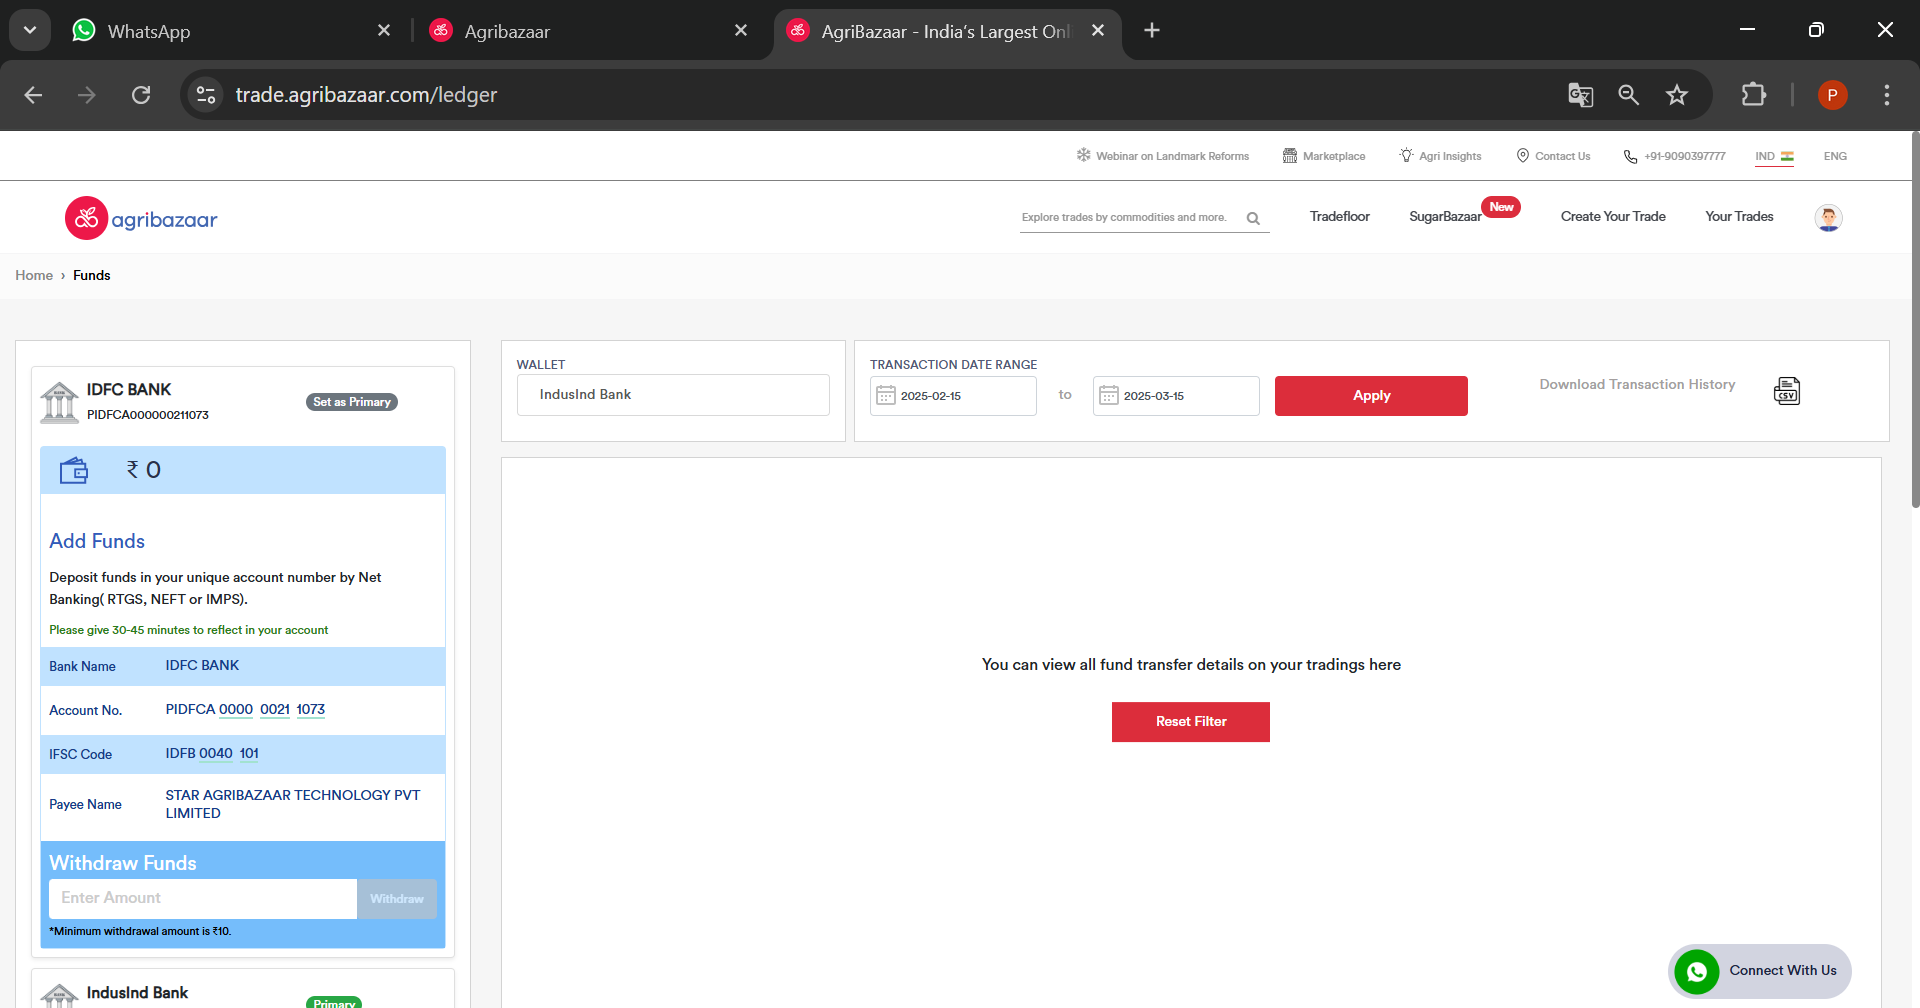 WhatsApp
Agribazaar
AgriBazaar - India's Largest Onl
trade.agribazaar.com/ledger
P
Webinar on Landmark Reforms
Marketplace
Agri Insights
Contact Us
+91-9090397777
IND
ENG
agribazaar
Explore trades by commodities and more.
Tradefloor
SugarBazaar
New
Create Your Trade
Your Trades
Home › Funds
IDFC BANK
PIDFCA000000211073
Set as Primary
₹ 0
Add Funds
Deposit funds in your unique account number by Net
Banking( RTGS, NEFT or IMPS).
Please give 30-45 minutes to reflect in your account
Bank Name IDFC BANK
Account No. PIDFCA 0000 0021 1073
IFSC Code IDFB 0040 101
Payee Name STAR AGRIBAZAAR TECHNOLOGY PVT
LIMITED
Withdraw Funds
Enter Amount
Withdraw
*Minimum withdrawal amount is ₹10.
IndusInd Bank
Primary
WALLET
IndusInd Bank
TRANSACTION DATE RANGE
2025-02-15
to
2025-03-15
Apply
Download Transaction History
CSV
You can view all fund transfer details on your tradings here
Reset Filter
Connect With Us